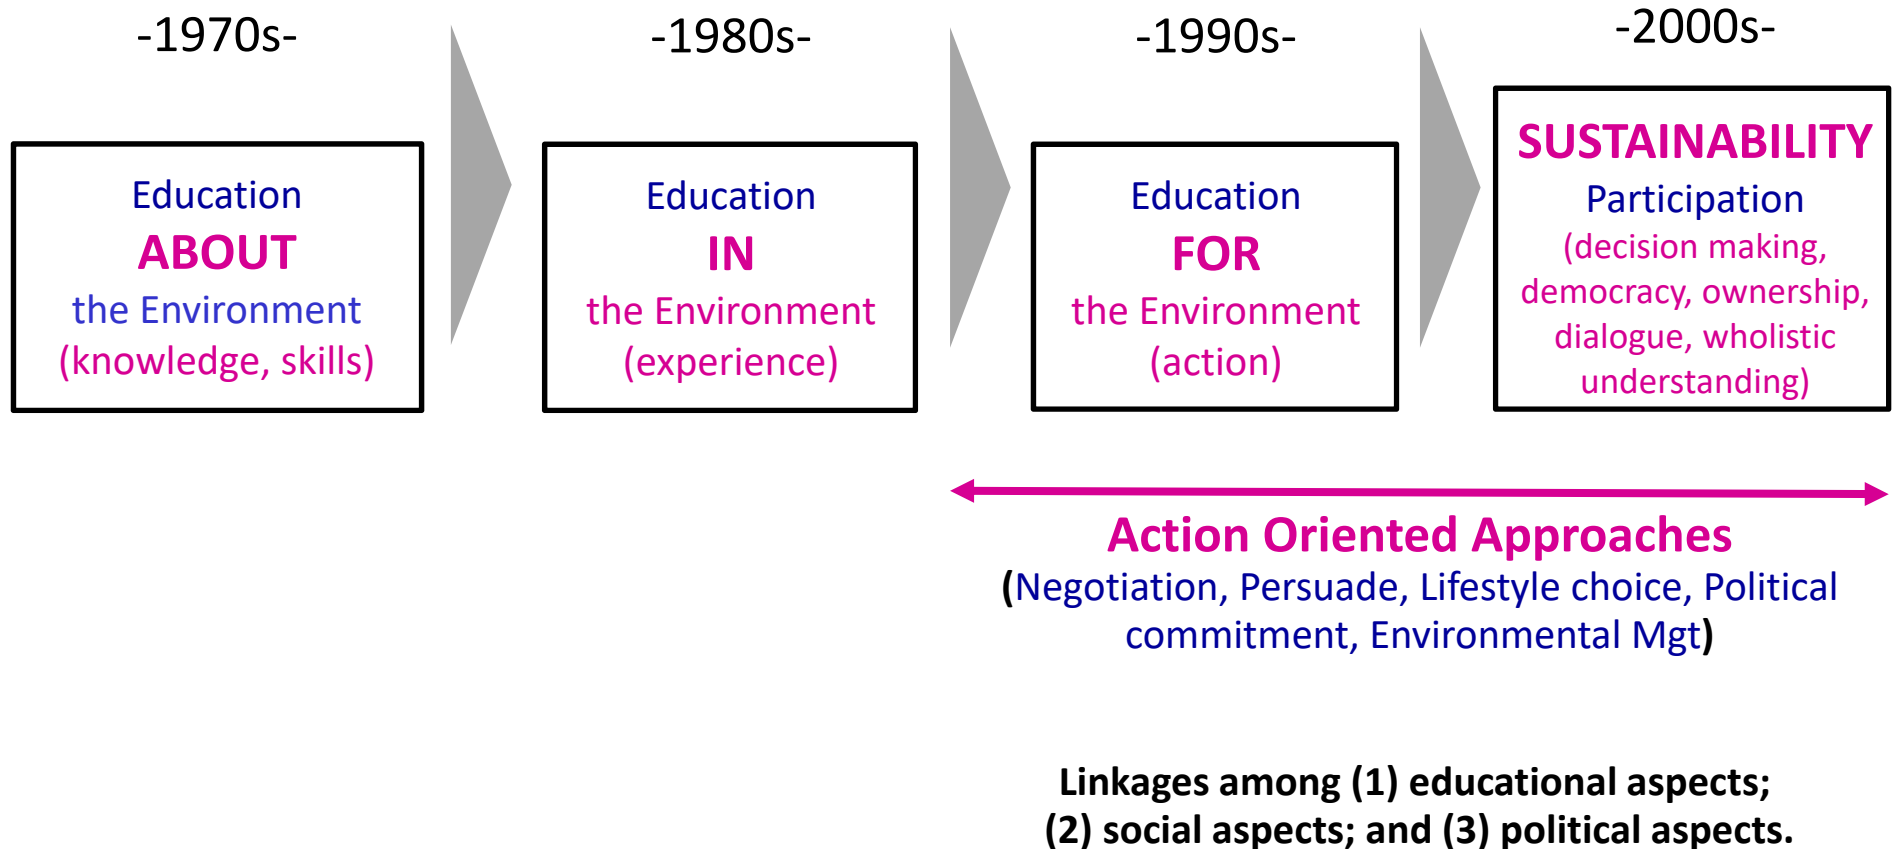 -1970s-
Education
ABOUT
the Environment
(knowledge, skills)
-1980s-
Education
IN
the Environment
(experience)
-1990s-
Education
FOR
the Environment
(action)
-2000s-
SUSTAINABILITY
Participation
(decision making,
democracy, ownership,
dialogue, wholistic
understanding)
Action Oriented Approaches
(Negotiation, Persuade, Lifestyle choice, Political
commitment, Environmental Mgt)
Linkages among (1) educational aspects;
(2) social aspects; and (3) political aspects.